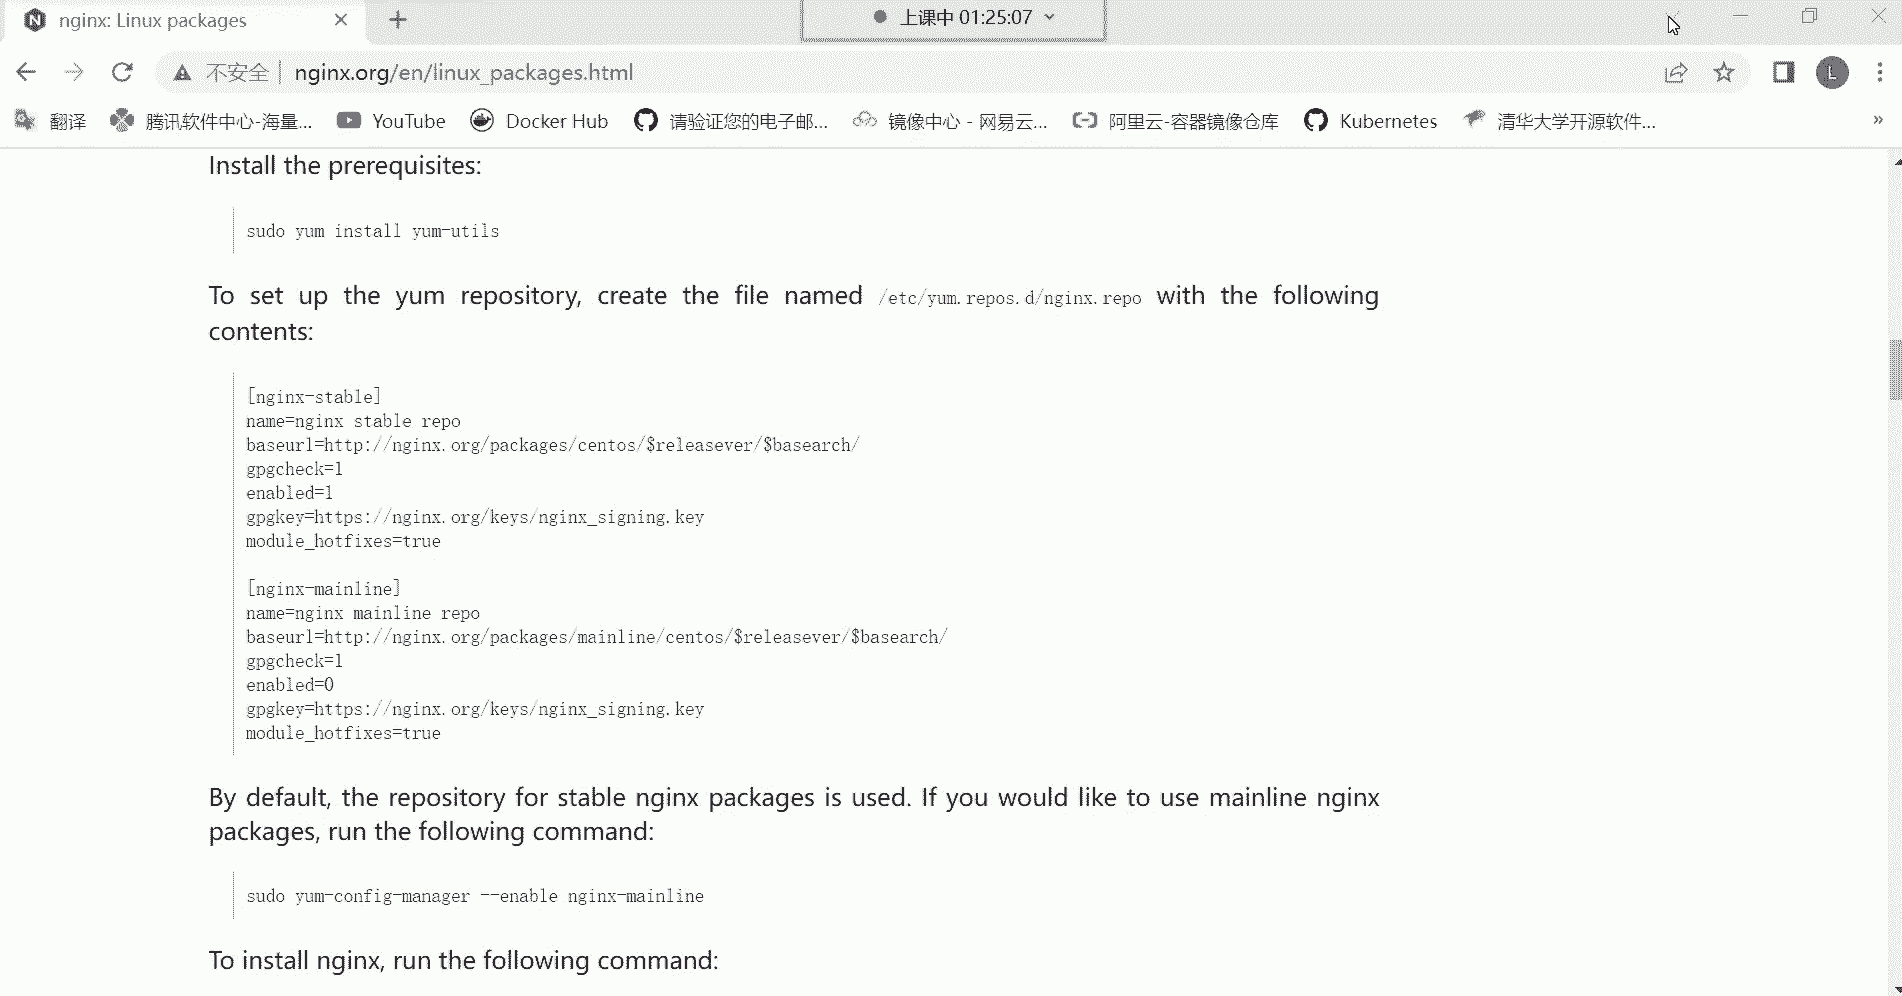 nginx: Linux packages
上课中 01:25:07
不安全 nginx.org/en/linux_packages.html
L
翻译 腾讯软件中心-海量... YouTube Docker Hub 请验证您的电子邮... 镜像中心 - 网易云... 阿里云-容器镜像仓库 Kubernetes 清华大学开源软件... »
Install the prerequisites:
sudo yum install yum-utils
To set up the yum repository, create the file named /etc/yum.repos.d/nginx.repo with the following
contents:
[nginx-stable]
name=nginx stable repo
baseurl=http://nginx.org/packages/centos/$releasever/$basearch/
gpgcheck=1
enabled=1
gpgkey=https://nginx.org/keys/nginx_signing.key
module_hotfixes=true
[nginx-mainline]
name=nginx mainline repo
baseurl=http://nginx.org/packages/mainline/centos/$releasever/$basearch/
gpgcheck=1
enabled=0
gpgkey=https://nginx.org/keys/nginx_signing.key
module_hotfixes=true
By default, the repository for stable nginx packages is used. If you would like to use mainline nginx
packages, run the following command:
sudo yum-config-manager --enable nginx-mainline
To install nginx, run the following command: